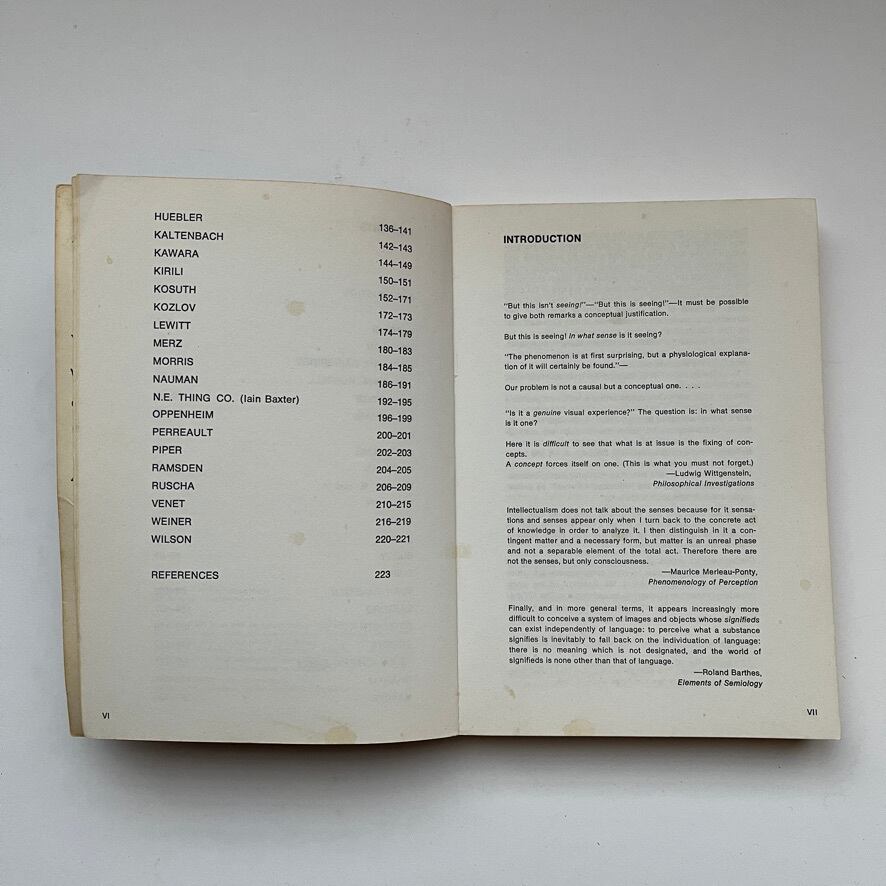 HUEBLER 136–141
KALTENBACH 142–143
KAWARA 144–149
KIRILI 150–151
KOSUTH 152–171
KOZLOV 172–173
LEWITT 174–179
MERZ 180–183
MORRIS 184–185
NAUMAN 186–191
N.E. THING CO. (Iain Baxter) 192–195
OPPENHEIM 196–199
PERREAULT 200–201
PIPER 202–203
RAMSDEN 204–205
RUSCHA 206–209
VENET 210–215
WEINER 216–219
WILSON 220–221
REFERENCES 223
VI
INTRODUCTION
“But this isn’t seeing!”—“But this is seeing!”—It must be possible
to give both remarks a conceptual justification.
But this is seeing! In what sense is it seeing?
“The phenomenon is at first surprising, but a physiological explana-
tion of it will certainly be found.”—
Our problem is not a causal but a conceptual one. . . .
“Is it a genuine visual experience?” The question is: in what sense
is it one?
Here it is difficult to see that what is at issue is the fixing of con-
cepts.
A concept forces itself on one. (This is what you must not forget.)
—Ludwig Wittgenstein,
Philosophical Investigations
Intellectualism does not talk about the senses because for it sensa-
tions and senses appear only when I turn back to the concrete act
of knowledge in order to analyze it. I then distinguish in it a con-
tingent matter and a necessary form, but matter is an unreal phase
and not a separable element of the total act. Therefore there are
not the senses, but only consciousness.
—Maurice Merleau-Ponty,
Phenomenology of Perception
Finally, and in more general terms, it appears increasingly more
difficult to conceive a system of images and objects whose signifieds
can exist independently of language: to perceive what a substance
signifies is inevitably to fall back on the individuation of language:
there is no meaning which is not designated, and the world of
signifieds is none other than that of language.
—Roland Barthes,
Elements of Semiology
VII